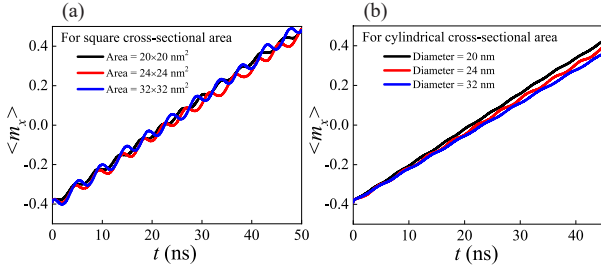 (a)
For square cross-sectional area
Area = 20×20 nm²
Area = 24×24 nm²
Area = 32×32 nm²
0.4
0.2
0.0
-0.2
-0.4
<m_x>
0 10 20 30 40 50
t (ns)
(b)
For cylindrical cross-sectional area
Diameter = 20 nm
Diameter = 24 nm
Diameter = 32 nm
0.4
0.2
0.0
-0.2
-0.4
<m_x>
0 10 20 30 40
t (ns)